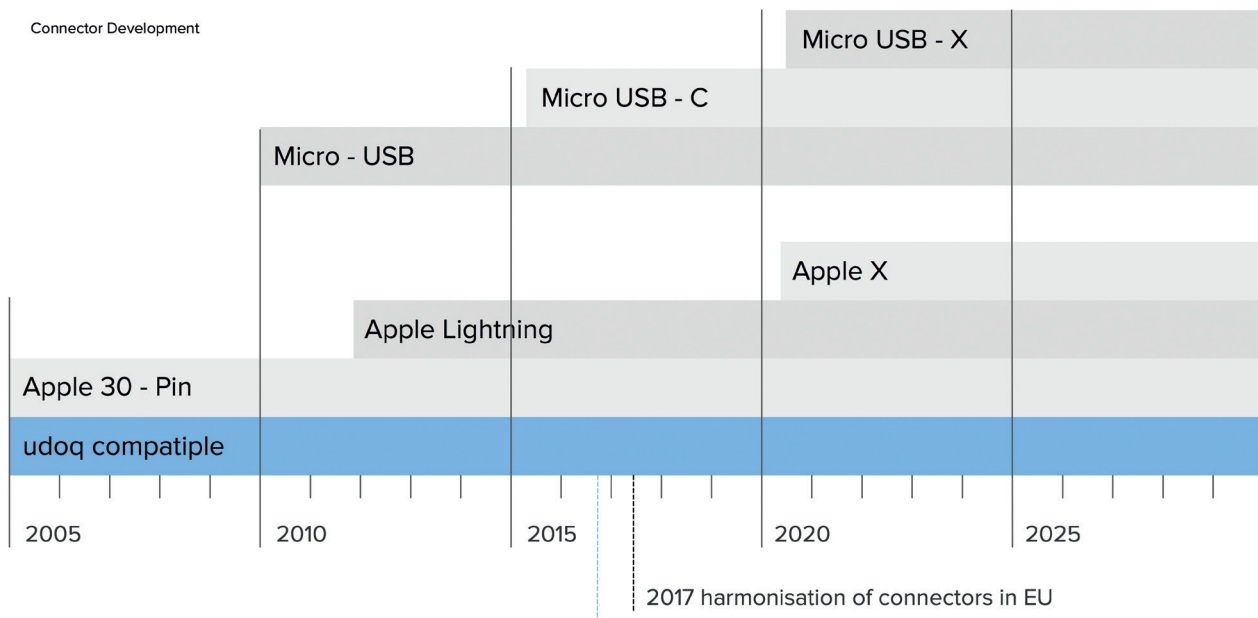 Connector Development
Micro USB - X
Micro USB - C
Micro - USB
Apple X
Apple Lightning
Apple 30 - Pin
udoq compatiple
2005 2010 2015 2020 2025
2017 harmonisation of connectors in EU